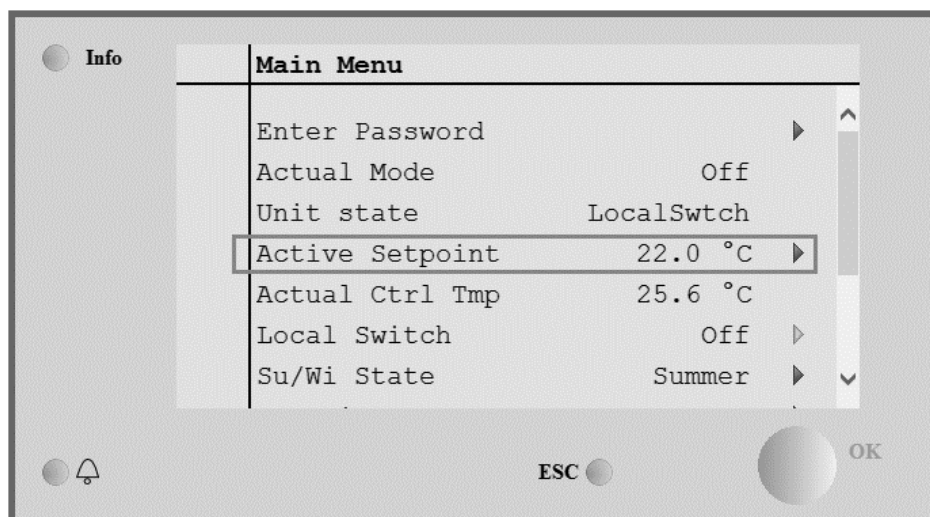 Info
Main Menu
Enter Password
Actual Mode Off
Unit state LocalSwtch
Active Setpoint 22.0 °C
Actual Ctrl Tmp 25.6 °C
Local Switch Off
Su/Wi State Summer
ESC
OK